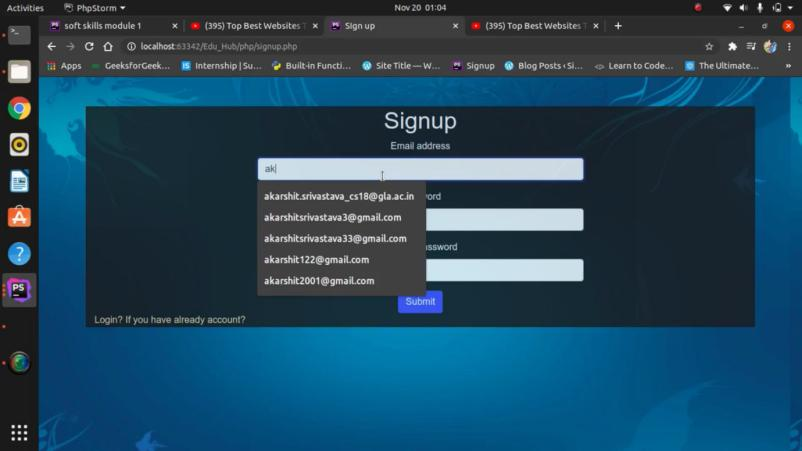 Activities PhpStorm Nov 20 01:04
soft skills module 1 (395) Top Best Websites T Sign up (395) Top Best Websites T
localhost:63342/Edu_Hub/php/signup.php
Apps GeeksforGeek... Internship | Su... Built-in Functi... Site Title — W... Signup Blog Posts ‹ Si... Learn to Code... The Ultimate...
Signup
Email address
ak
akarshit.srivastava_cs18@gla.ac.in
akarshitsrivastava3@gmail.com
akarshitsrivastava33@gmail.com
akarshit122@gmail.com
akarshit2001@gmail.com
Submit
Login? If you have already account?